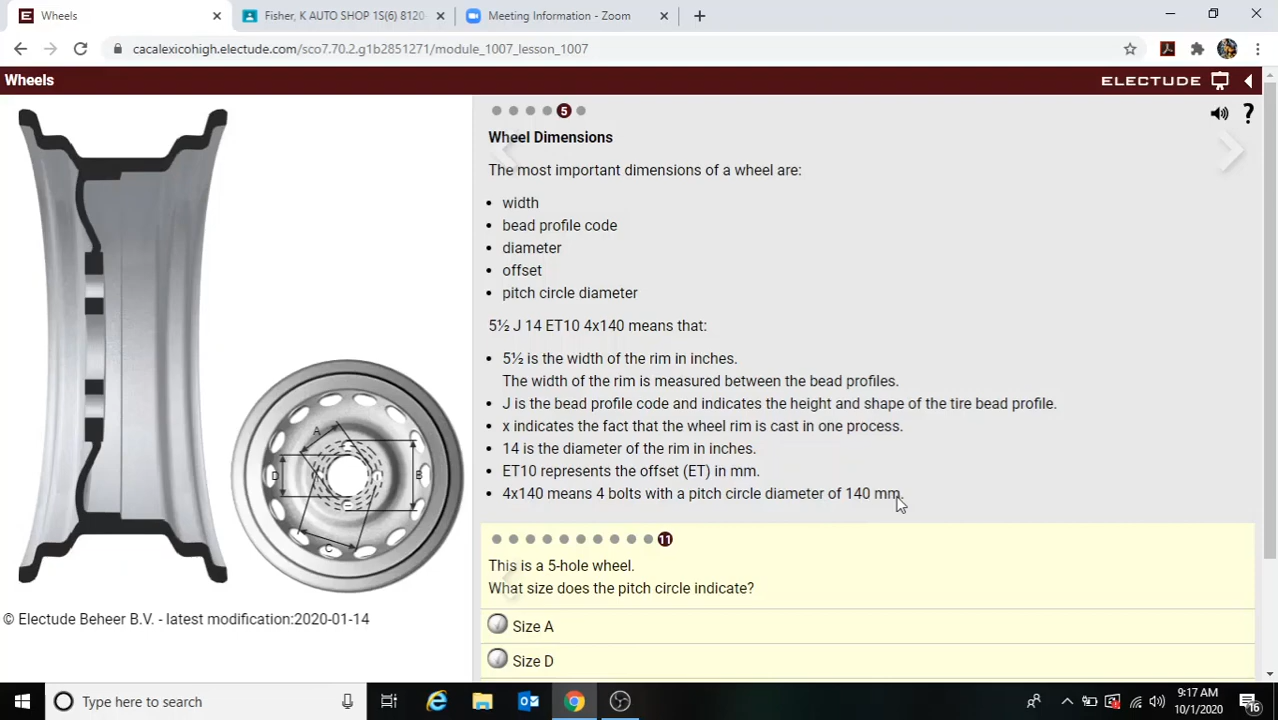 Wheels
Fisher, K AUTO SHOP 1S(6) 8120-
Meeting Information - Zoom
cacalexicohigh.electude.com/sco7.70.2.g1b2851271/module_1007_lesson_1007
Wheels
ELECTUDE
5
?
Wheel Dimensions
The most important dimensions of a wheel are:
• width
• bead profile code
• diameter
• offset
• pitch circle diameter
5½ J 14 ET10 4x140 means that:
• 5½ is the width of the rim in inches.
The width of the rim is measured between the bead profiles.
• J is the bead profile code and indicates the height and shape of the tire bead profile.
• x indicates the fact that the wheel rim is cast in one process.
• 14 is the diameter of the rim in inches.
• ET10 represents the offset (ET) in mm.
• 4x140 means 4 bolts with a pitch circle diameter of 140 mm.
A
D
B
C
11
This is a 5-hole wheel.
What size does the pitch circle indicate?
Size A
Size D
© Electude Beheer B.V. - latest modification:2020-01-14
Type here to search
9:17 AM
10/1/2020
16